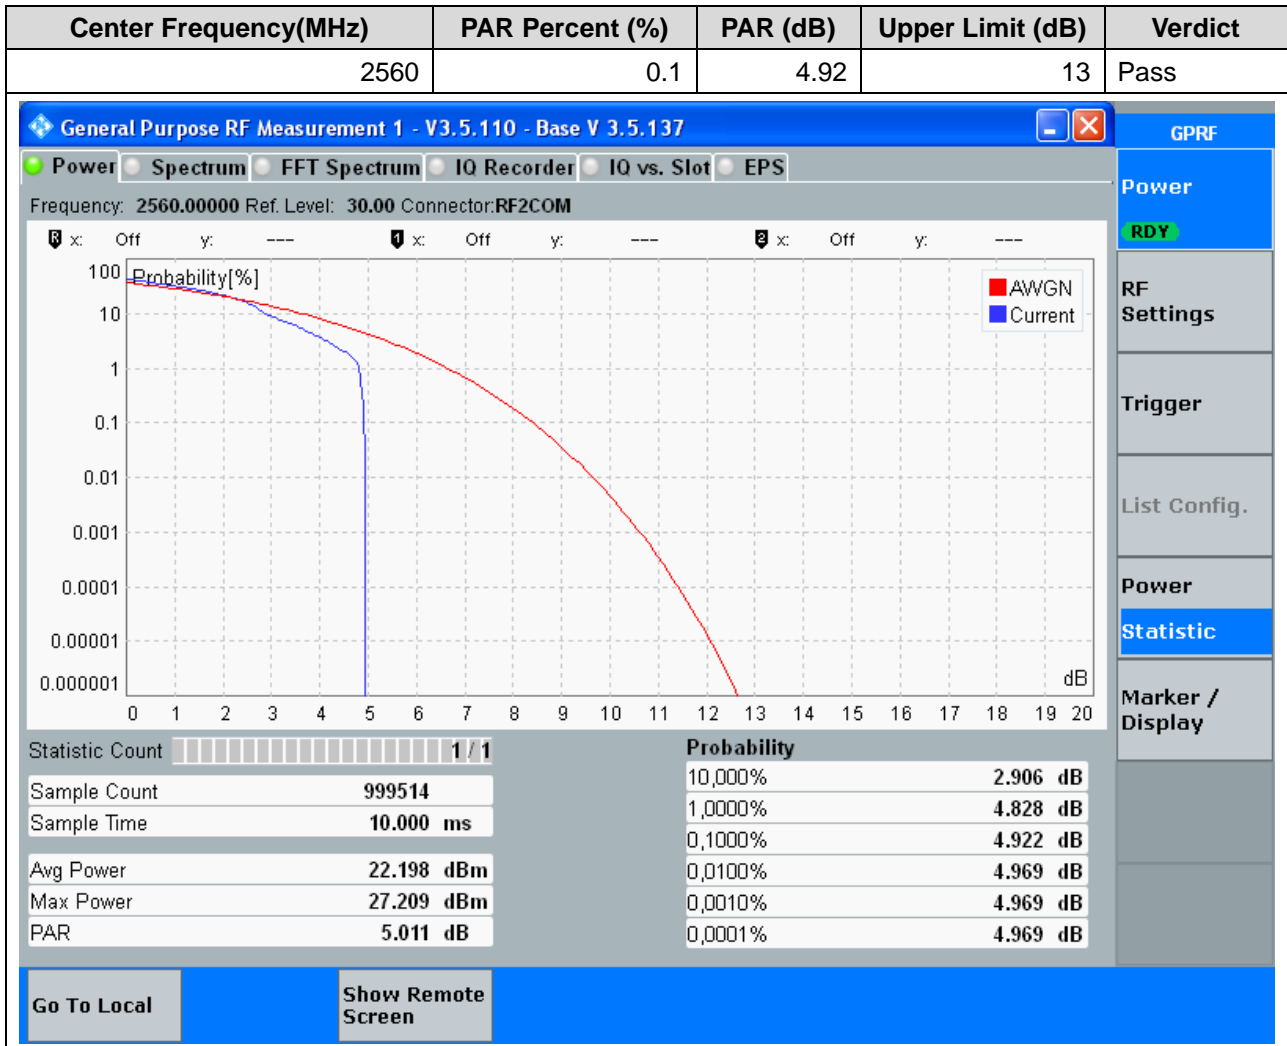 Center Frequency(MHz) PAR Percent (%) PAR (dB) Upper Limit (dB) Verdict
2560 0.1 4.92 13 Pass
General Purpose RF Measurement 1 - V3.5.110 - Base V 3.5.137
GPRF
Power Spectrum FFT Spectrum IQ Recorder IQ vs. Slot EPS
Power
RDY
Frequency: 2560.00000 Ref. Level: 30.00 Connector:RF2COM
R x: Off y: --- 1 x: Off y: --- 2 x: Off y: ---
Probability[%]
100
10
1
0.1
0.01
0.001
0.0001
0.00001
0.000001
AWGN
Current
dB
0 1 2 3 4 5 6 7 8 9 10 11 12 13 14 15 16 17 18 19 20
RF
Settings
Trigger
List Config.
Power
Statistic
Marker /
Display
Statistic Count 1 / 1
Sample Count 999514
Sample Time 10.000 ms
Avg Power 22.198 dBm
Max Power 27.209 dBm
PAR 5.011 dB
Probability
10,000% 2.906 dB
1,0000% 4.828 dB
0,1000% 4.922 dB
0,0100% 4.969 dB
0,0010% 4.969 dB
0,0001% 4.969 dB
Go To Local
Show Remote
Screen